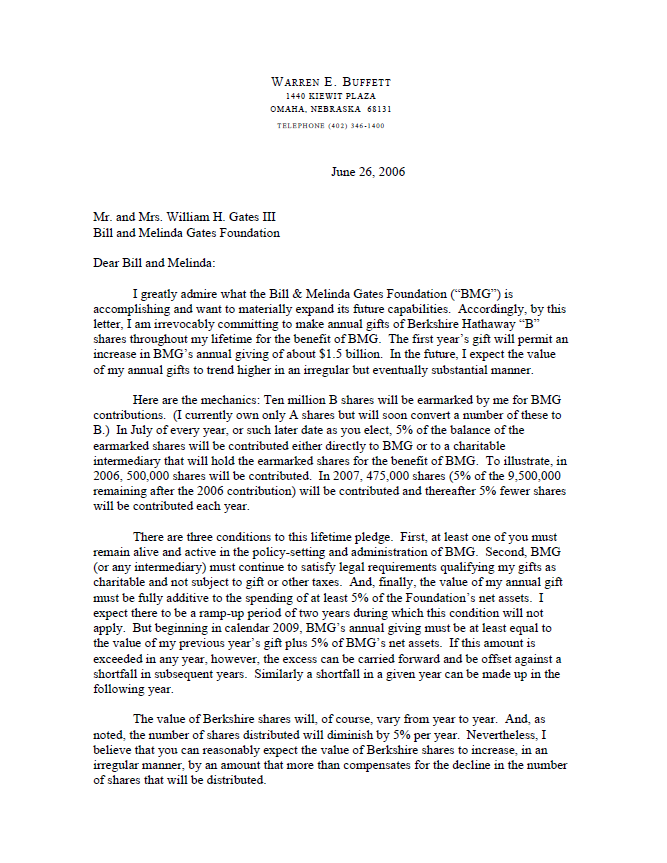 WARREN E. BUFFETT
1440 KIEWIT PLAZA
OMAHA, NEBRASKA 68131
TELEPHONE (402) 346-1400
June 26, 2006
Mr. and Mrs. William H. Gates III
Bill and Melinda Gates Foundation
Dear Bill and Melinda:
I greatly admire what the Bill & Melinda Gates Foundation (“BMG”) is
accomplishing and want to materially expand its future capabilities. Accordingly, by this
letter, I am irrevocably committing to make annual gifts of Berkshire Hathaway “B”
shares throughout my lifetime for the benefit of BMG. The first year’s gift will permit an
increase in BMG’s annual giving of about $1.5 billion. In the future, I expect the value
of my annual gifts to trend higher in an irregular but eventually substantial manner.
Here are the mechanics: Ten million B shares will be earmarked by me for BMG
contributions. (I currently own only A shares but will soon convert a number of these to
B.) In July of every year, or such later date as you elect, 5% of the balance of the
earmarked shares will be contributed either directly to BMG or to a charitable
intermediary that will hold the earmarked shares for the benefit of BMG. To illustrate, in
2006, 500,000 shares will be contributed. In 2007, 475,000 shares (5% of the 9,500,000
remaining after the 2006 contribution) will be contributed and thereafter 5% fewer shares
will be contributed each year.
There are three conditions to this lifetime pledge. First, at least one of you must
remain alive and active in the policy-setting and administration of BMG. Second, BMG
(or any intermediary) must continue to satisfy legal requirements qualifying my gifts as
charitable and not subject to gift or other taxes. And, finally, the value of my annual gift
must be fully additive to the spending of at least 5% of the Foundation’s net assets. I
expect there to be a ramp-up period of two years during which this condition will not
apply. But beginning in calendar 2009, BMG’s annual giving must be at least equal to
the value of my previous year’s gift plus 5% of BMG’s net assets. If this amount is
exceeded in any year, however, the excess can be carried forward and be offset against a
shortfall in subsequent years. Similarly a shortfall in a given year can be made up in the
following year.
The value of Berkshire shares will, of course, vary from year to year. And, as
noted, the number of shares distributed will diminish by 5% per year. Nevertheless, I
believe that you can reasonably expect the value of Berkshire shares to increase, in an
irregular manner, by an amount that more than compensates for the decline in the number
of shares that will be distributed.